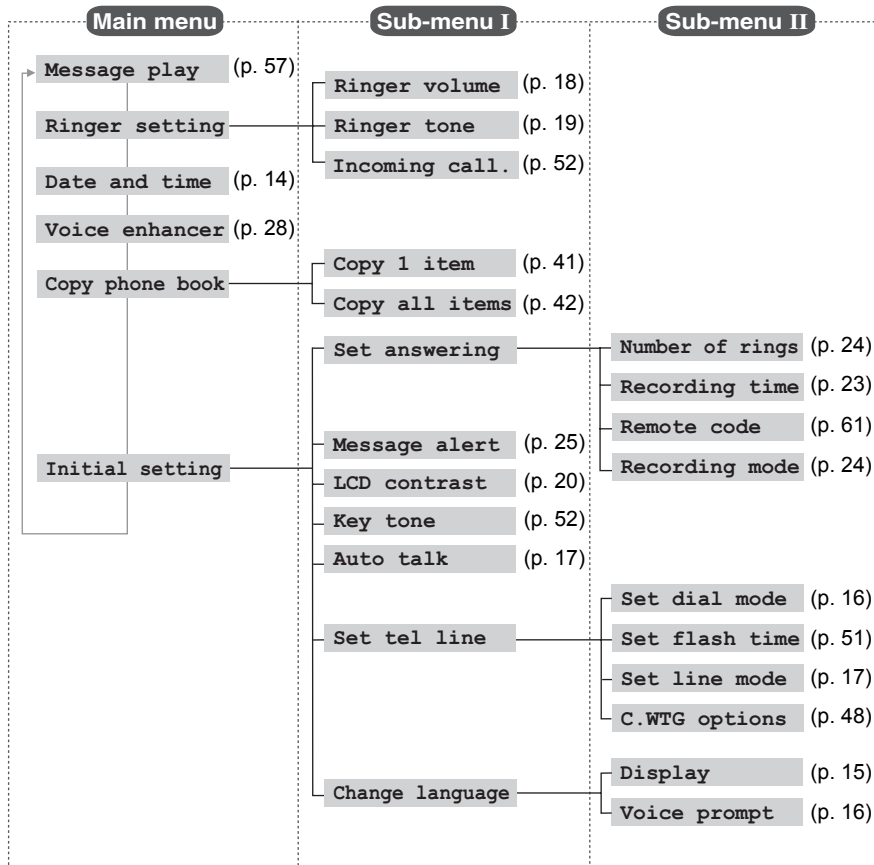 Main menu Sub-menu I Sub-menu II
Message play (p. 57)
Ringer volume (p. 18)
Ringer setting Ringer tone (p. 19)
Incoming call. (p. 52)
Date and time (p. 14)
Voice enhancer (p. 28)
Copy 1 item (p. 41)
Copy phone book
Copy all items (p. 42)
Set answering Number of rings (p. 24)
Recording time (p. 23)
Remote code (p. 61)
Message alert (p. 25)
Initial setting Recording mode (p. 24)
LCD contrast (p. 20)
Key tone (p. 52)
Auto talk (p. 17)
Set dial mode (p. 16)
Set tel line Set flash time (p. 51)
Set line mode (p. 17)
C.WTG options (p. 48)
Display (p. 15)
Change language
Voice prompt (p. 16)